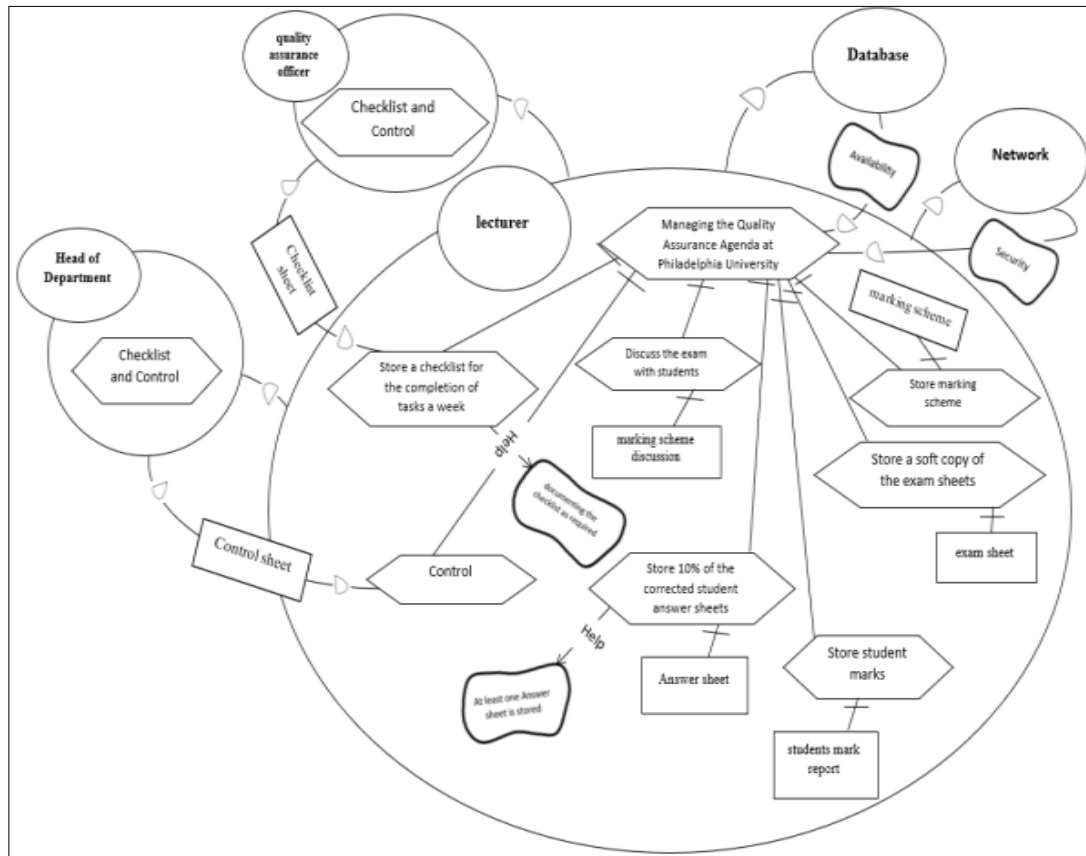 quality
assurance
officer
Checklist and
Control
Database
Availability
Network
Security
lecturer
Managing the Quality
Assurance Agenda at
Philadelphia University
Head of
Department
Checklist
and Control
Checklist
sheet
marking scheme
Store a checklist for
the completion of
tasks a week
Discuss the exam
with students
Store marking
scheme
marking scheme
discussion
Store a soft copy of
the exam sheets
Help
documenting the
checklist as required
exam sheet
Control sheet
Control
Store 10% of the
corrected student
answer sheets
Help
At least one Answer
sheet is stored.
Answer sheet
Store student
marks
students mark
report